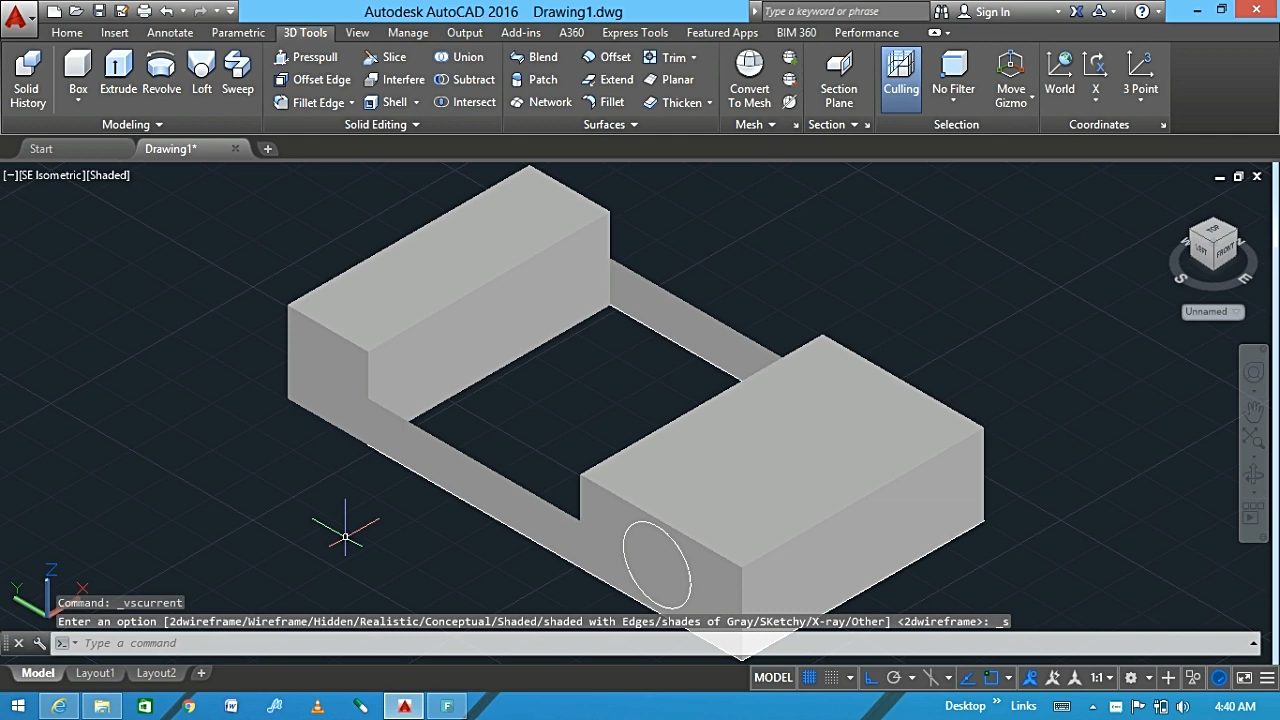 Autodesk AutoCAD 2016 Drawing1.dwg
Type a keyword or phrase
Sign In
Home Insert Annotate Parametric 3D Tools View Manage Output Add-ins A360 Express Tools Featured Apps BIM 360 Performance
Solid History
Box
Extrude
Revolve
Loft
Sweep
Modeling
Presspull
Offset Edge
Fillet Edge
Slice
Interfere
Shell
Union
Subtract
Intersect
Solid Editing
Blend
Patch
Network
Offset
Extend
Fillet
Trim
Planar
Thicken
Surfaces
Convert To Mesh
Mesh
Section Plane
Section
Culling
No Filter
Move Gizmo
Selection
World
X
3 Point
Coordinates
Start
Drawing1*
[−][SE Isometric][Shaded]
TOP
LEFT
FRONT
W
N
S
E
Unnamed
Z
Y
X
Command: _vscurrent
Enter an option [2dwireframe/Wireframe/Hidden/Realistic/Conceptual/Shaded/shaded with Edges/shades of Gray/SKetchy/X-ray/Other] <2dwireframe>: _s
Type a command
Model Layout1 Layout2
MODEL
1:1
Desktop
Links
4:40 AM